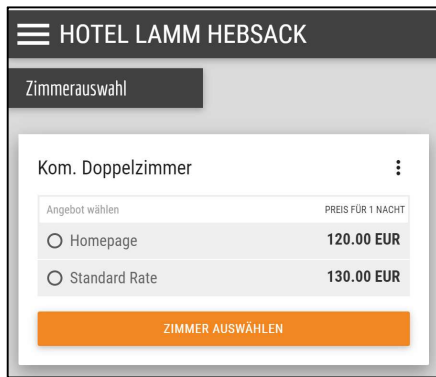 HOTEL LAMM HEBSACK
Zimmerauswahl
Kom. Doppelzimmer
Angebot wählen PREIS FÜR 1 NACHT
Homepage 120.00 EUR
Standard Rate 130.00 EUR
ZIMMER AUSWÄHLEN